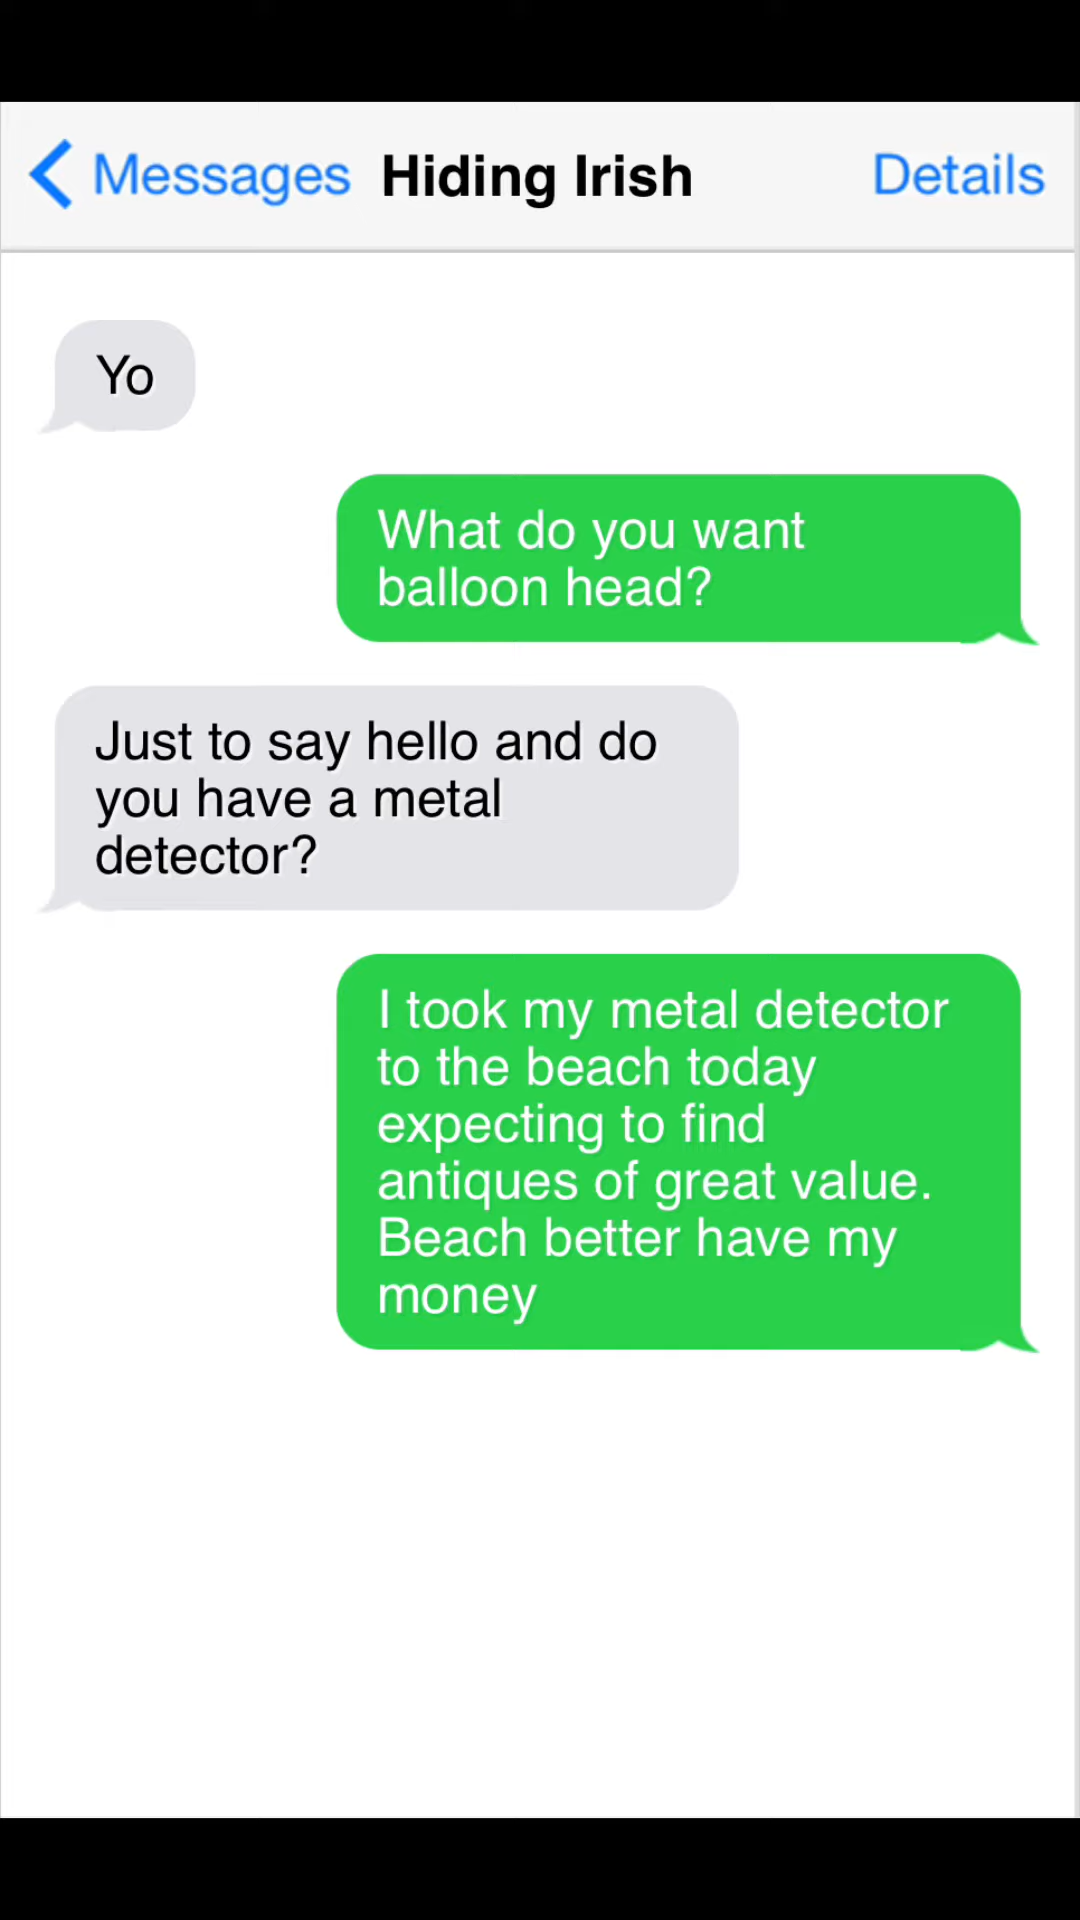 Messages Hiding Irish Details
Yo
What do you want
balloon head?
Just to say hello and do
you have a metal
detector?
I took my metal detector
to the beach today
expecting to find
antiques of great value.
Beach better have my
money